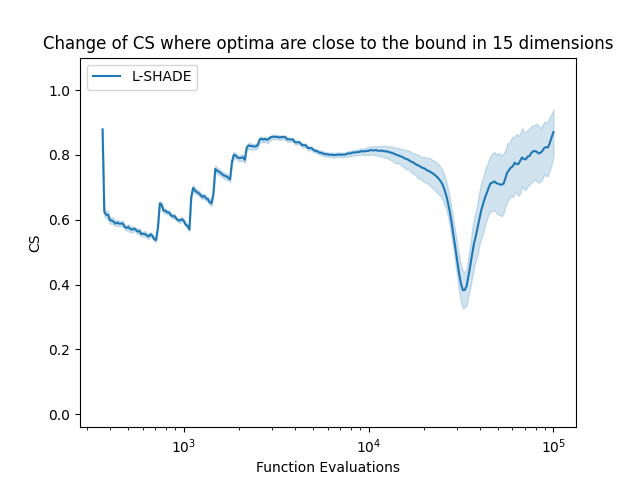 Change of CS where optima are close to the bound in 15 dimensions
L-SHADE
1.0
0.8
0.6
0.4
0.2
0.0
CS
10³
10⁴
10⁵
Function Evaluations